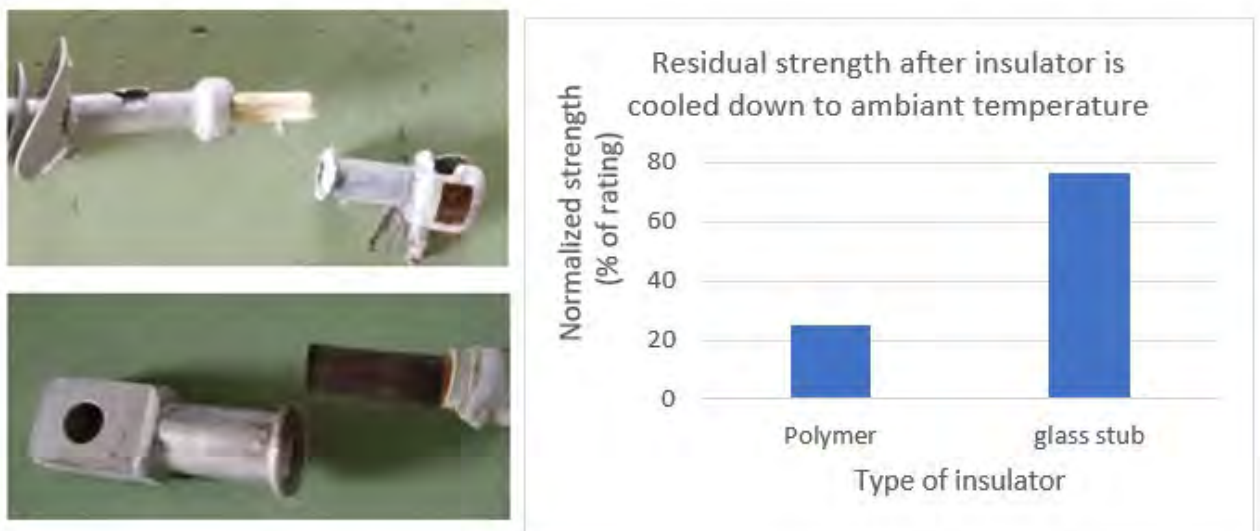 Residual strength after insulator is
cooled down to ambiant temperature
Normalized strength
(% of rating)
80
60
40
20
0
Polymer
glass stub
Type of insulator